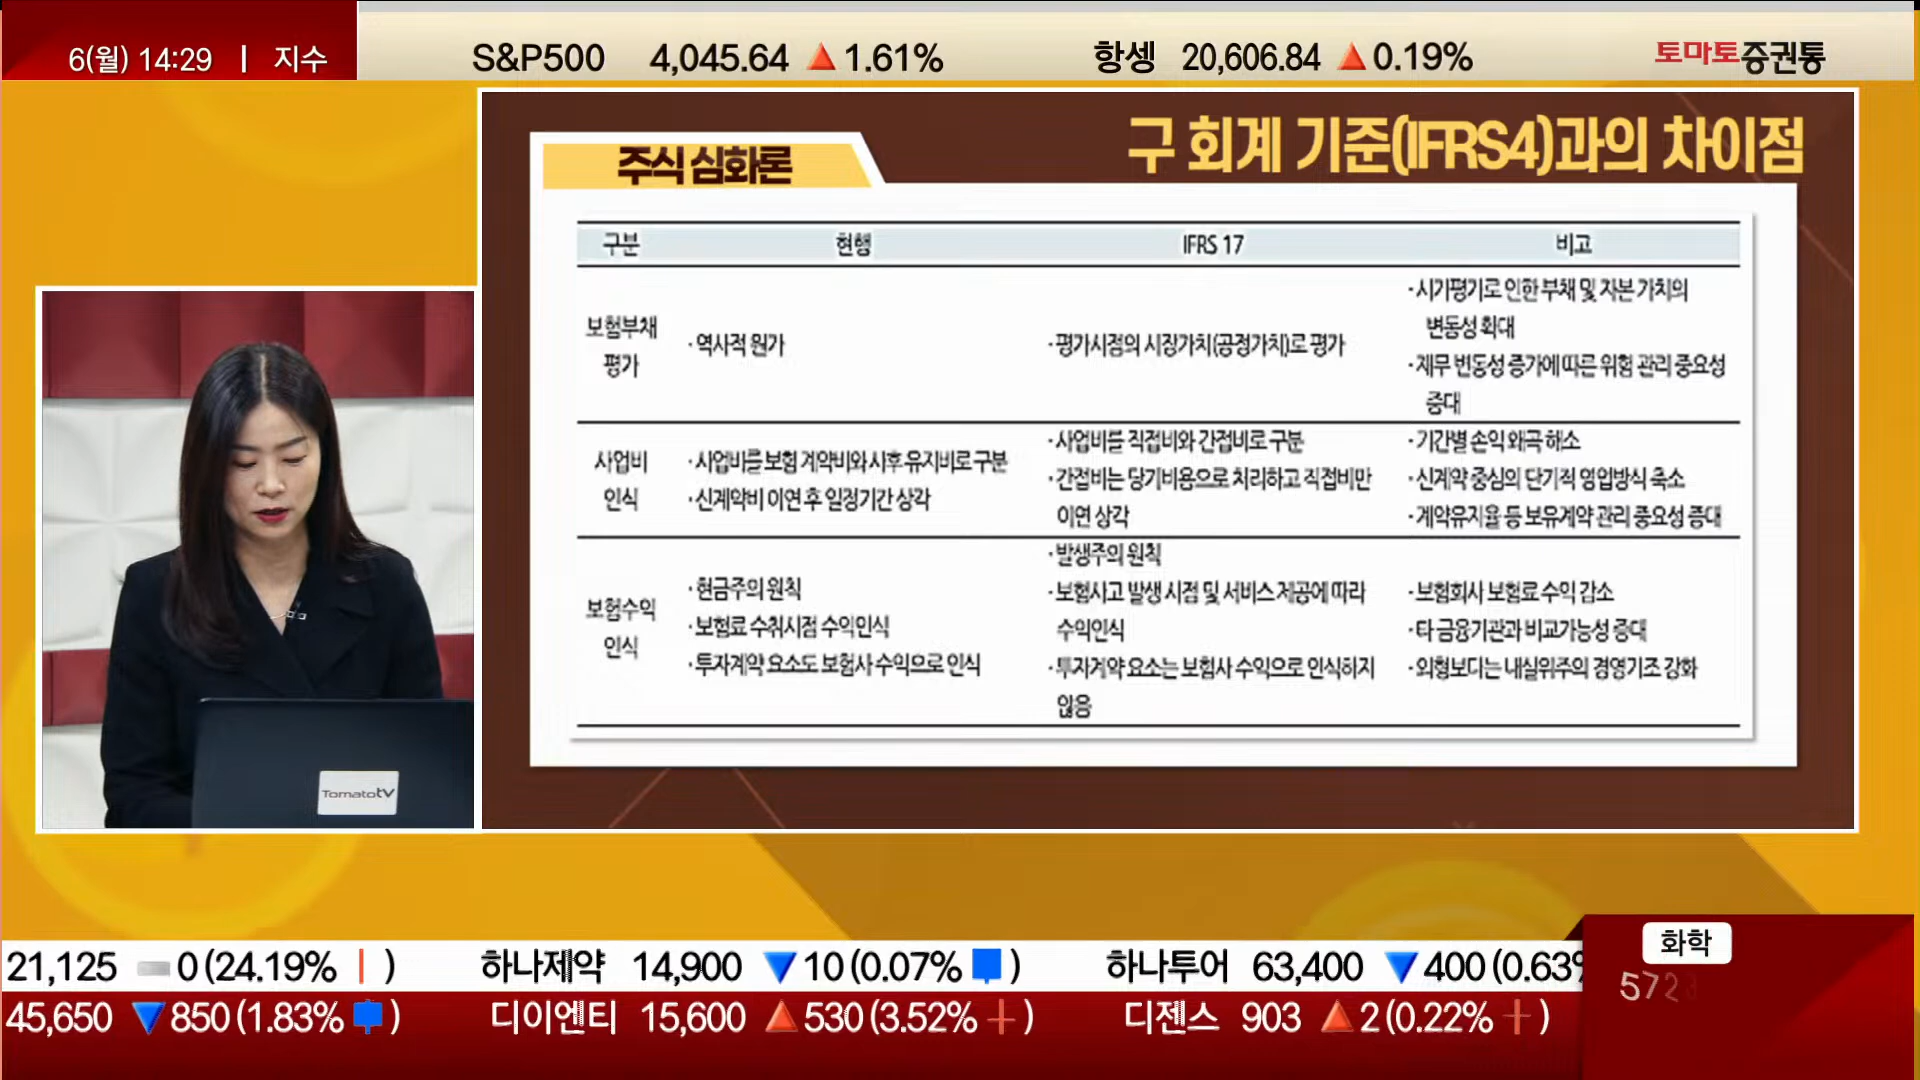 6(월) 14:29 | 지수
S&P500 4,045.64 ▲1.61%
항셍 20,606.84 ▲0.19%
토마토증권통
구 회계 기준(IFRS4)과의 차이점
주식 심화론
구분 현행 IFRS 17 비고
보험부채
평가
· 역사적 원가
· 평가시점의 시장가치(공정가치)로 평가
· 시가평가로 인한 부채 및 자본 가치의
변동성 확대
· 재무 변동성 증가에 따른 위험 관리 중요성
증대
사업비
인식
· 사업비를 보험 계약비와 사후 유지비로 구분
· 신계약비 이연 후 일정기간 상각
· 사업비를 직접비와 간접비로 구분
· 간접비는 당기비용으로 처리하고 직접비만
이연 상각
· 기간별 손익 왜곡 해소
· 신계약 중심의 단기적 영업방식 축소
· 계약유지율 등 보유계약 관리 중요성 증대
보험수익
인식
· 현금주의 원칙
· 보험료 수취시점 수익인식
· 투자계약 요소도 보험사 수익으로 인식
· 발생주의 원칙
· 보험사고 발생 시점 및 서비스 제공에 따라
수익인식
· 투자계약 요소는 보험사 수익으로 인식하지
않음
· 보험회사 보험료 수익 감소
· 타 금융기관과 비교가능성 증대
· 외형보다는 내실위주의 경영기조 강화
Tomatotv
21,125 0(24.19% ) 하나제약 14,900 ▼10(0.07% ) 하나투어 63,400 ▼400(0.63%
45,650 ▼850(1.83% ) 디이엔티 15,600 ▲530(3.52% ) 디젠스 903 ▲2(0.22% )
화학
572